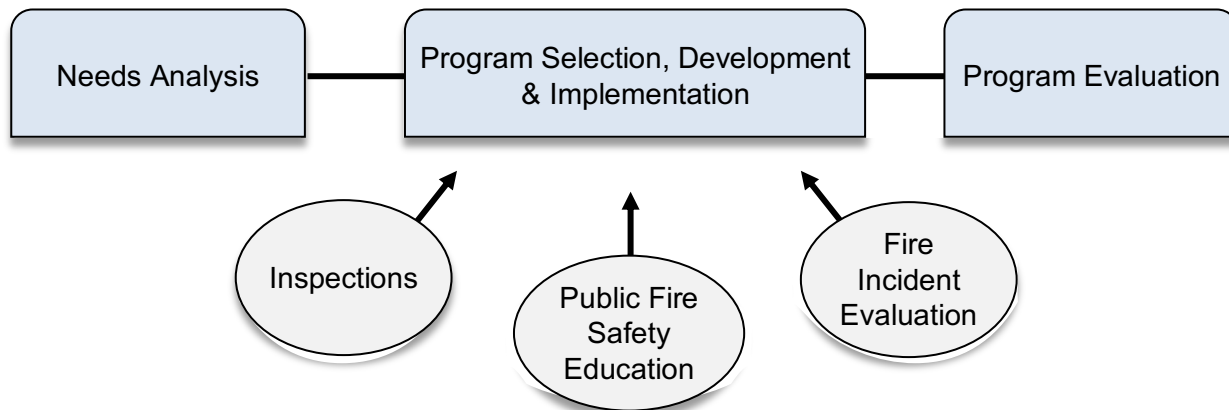 Needs Analysis
Program Selection, Development
& Implementation
Program Evaluation
Inspections
Public Fire
Safety
Education
Fire
Incident
Evaluation